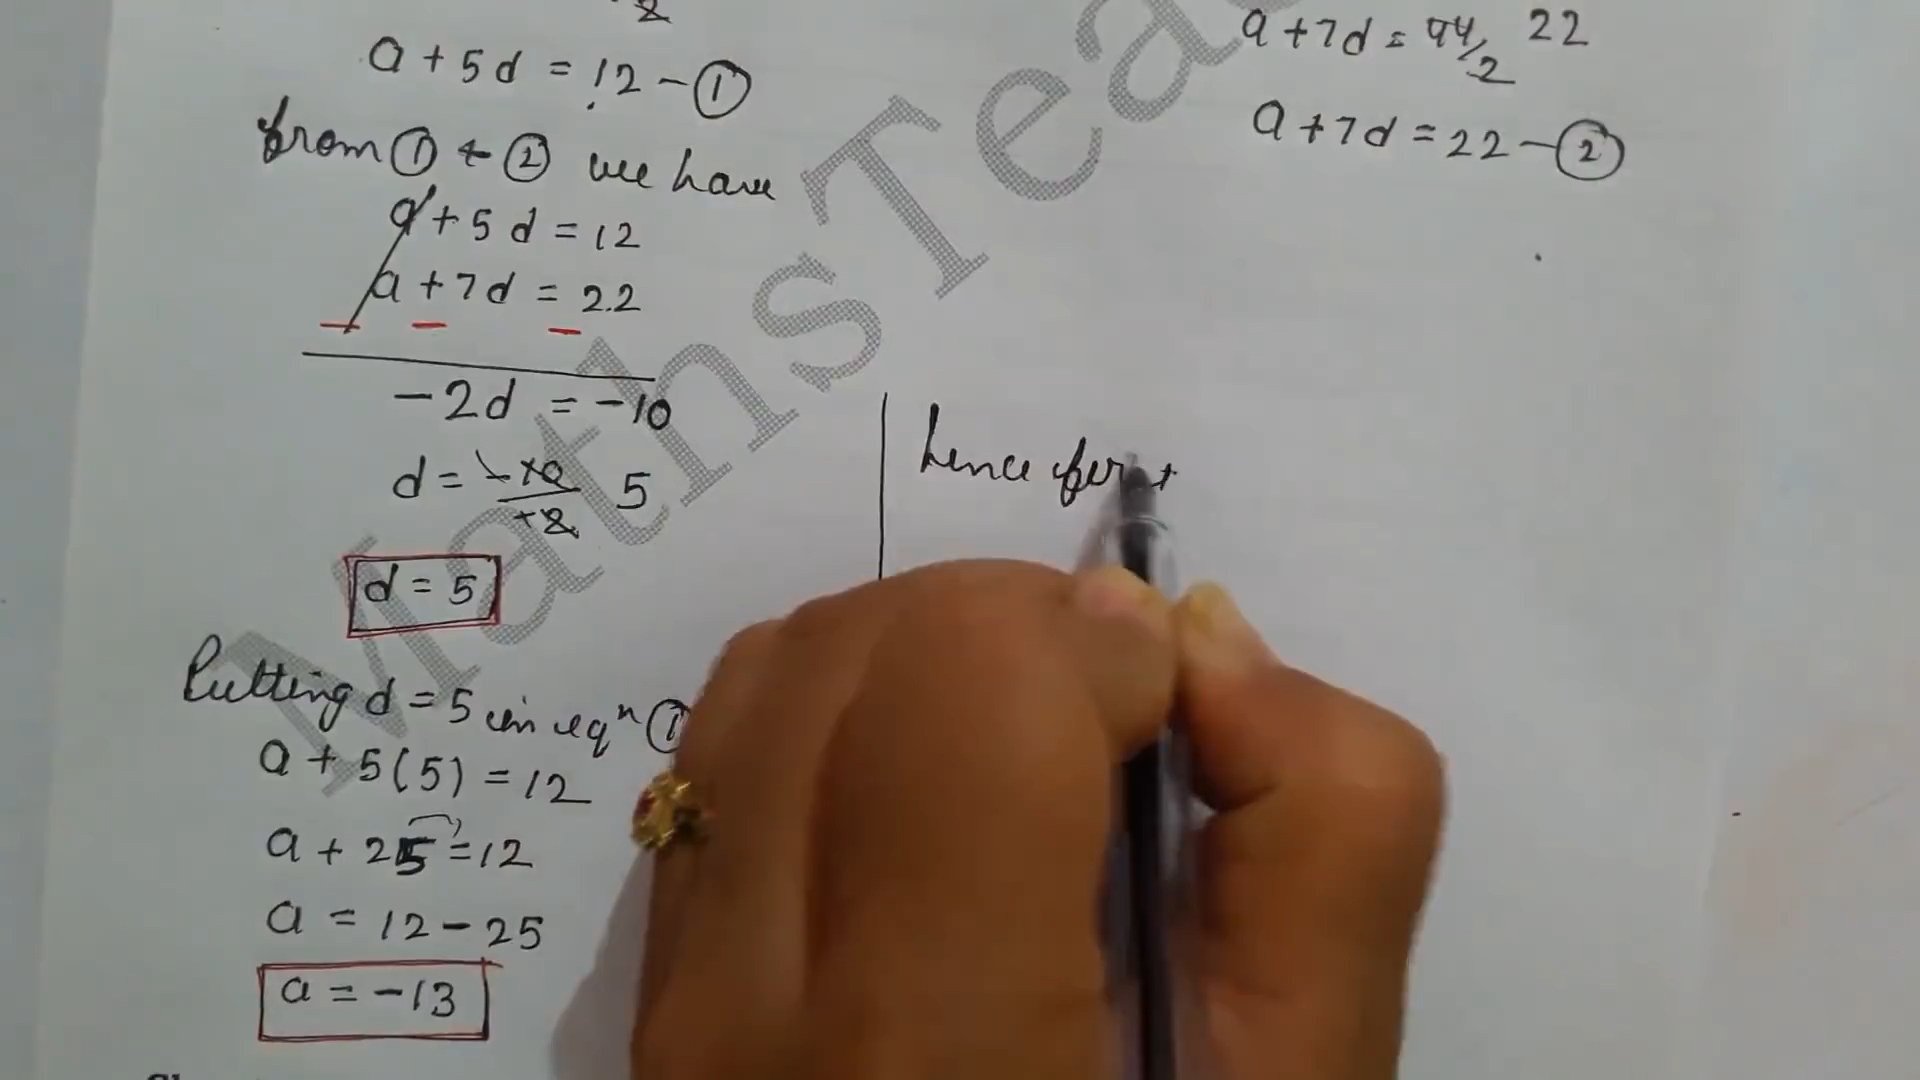 a + 5d = 12 - ①
from ① + ② we have
a + 5d = 12
a + 7d = 22
-2d = -10
d = -10/-2 5
d = 5
Putting d = 5 in eqⁿ ①
a + 5(5) = 12
a + 25 = 12
a = 12 - 25
a = -13
a + 7d = 44/2 22
a + 7d = 22 - ②
hence first
MathsTea